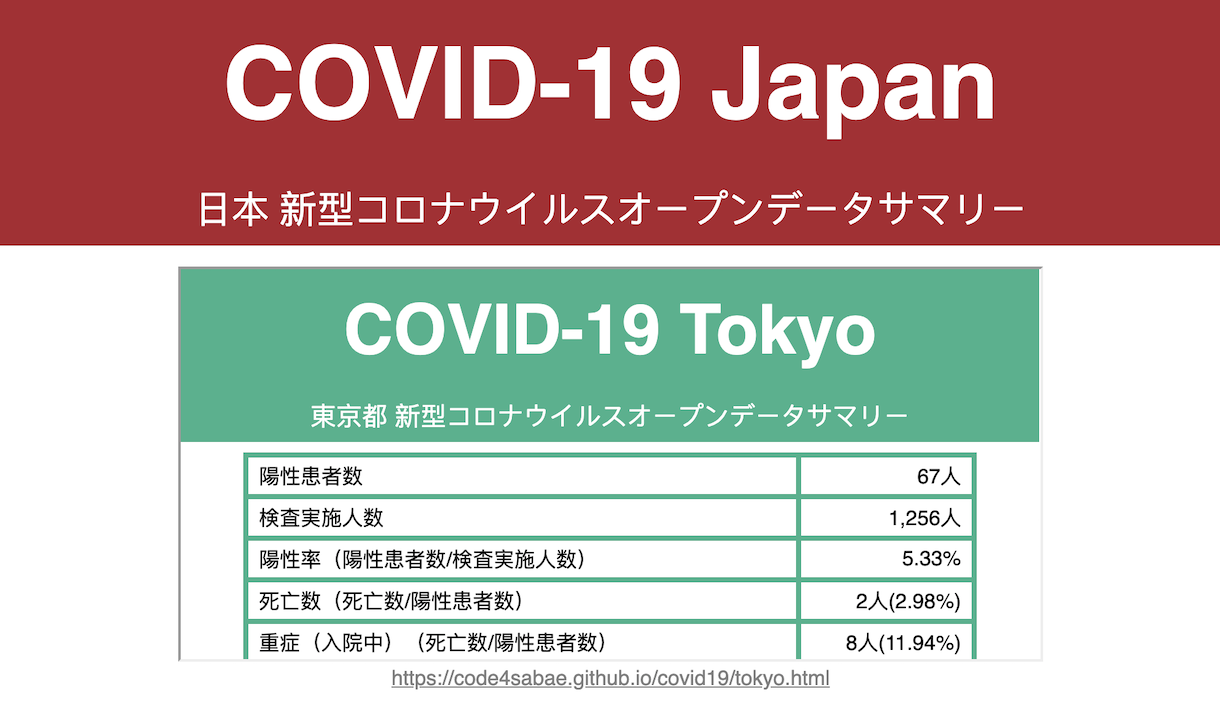 COVID-19 Japan
日本 新型コロナウイルスオープンデータサマリー
COVID-19 Tokyo
東京都 新型コロナウイルスオープンデータサマリー
陽性患者数 67人
検査実施人数 1,256人
陽性率（陽性患者数/検査実施人数） 5.33%
死亡数（死亡数/陽性患者数） 2人(2.98%)
重症（入院中）（死亡数/陽性患者数） 8人(11.94%)
https://code4sabae.github.io/covid19/tokyo.html